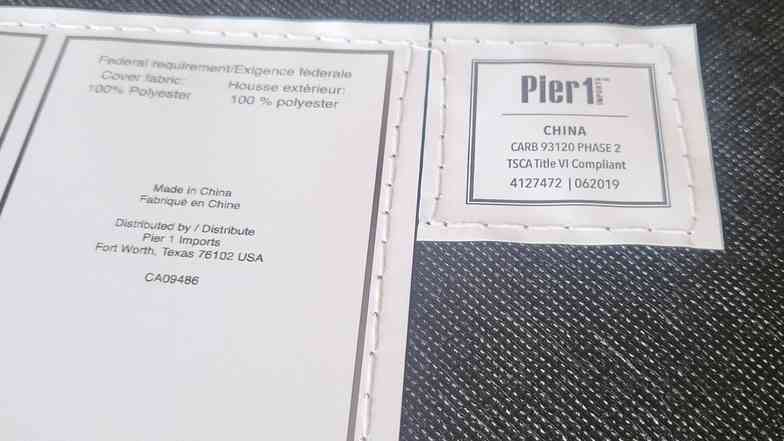 Federal requirement/Exigence fédérale
Cover fabric:
100% Polyester
Housse extérieur:
100 % polyester
Made in China
Fabriqué en Chine
Distributed by / Distribute
Pier 1 Imports
Fort Worth, Texas 76102 USA
CA09486
Pier1 IMPORTS
CHINA
CARB 93120 PHASE 2
TSCA Title VI Compliant
4127472 | 062019